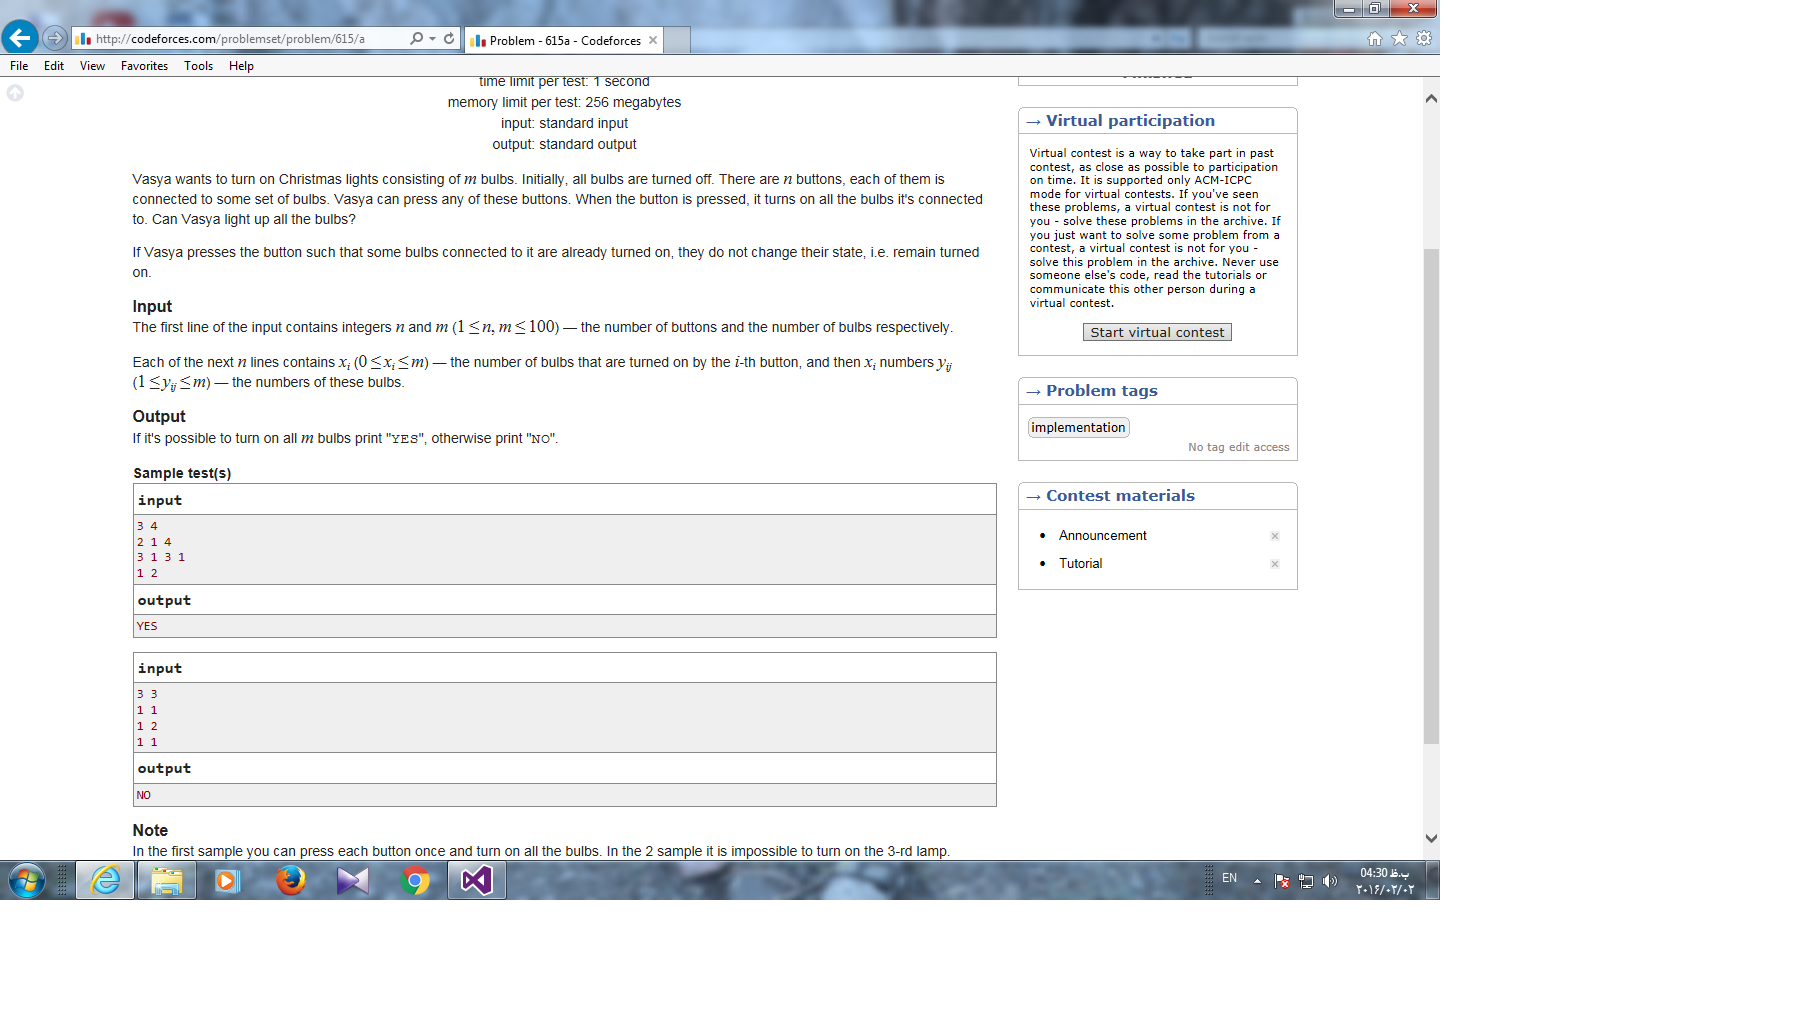 http://codeforces.com/problemset/problem/615/a
Problem - 615a - Codeforces
File Edit View Favorites Tools Help
time limit per test: 1 second
memory limit per test: 256 megabytes
input: standard input
output: standard output
Vasya wants to turn on Christmas lights consisting of m bulbs. Initially, all bulbs are turned off. There are n buttons, each of them is
connected to some set of bulbs. Vasya can press any of these buttons. When the button is pressed, it turns on all the bulbs it's connected
to. Can Vasya light up all the bulbs?
If Vasya presses the button such that some bulbs connected to it are already turned on, they do not change their state, i.e. remain turned
on.
Input
The first line of the input contains integers n and m (1 ≤ n, m ≤ 100) — the number of buttons and the number of bulbs respectively.
Each of the next n lines contains xi (0 ≤ xi ≤ m) — the number of bulbs that are turned on by the i-th button, and then xi numbers yij
(1 ≤ yij ≤ m) — the numbers of these bulbs.
Output
If it's possible to turn on all m bulbs print "YES", otherwise print "NO".
Sample test(s)
input
3 4
2 1 4
3 1 3 1
1 2
output
YES
input
3 3
1 1
1 2
1 1
output
NO
Note
In the first sample you can press each button once and turn on all the bulbs. In the 2 sample it is impossible to turn on the 3-rd lamp.
→ Virtual participation
Virtual contest is a way to take part in past
contest, as close as possible to participation
on time. It is supported only ACM-ICPC
mode for virtual contests. If you've seen
these problems, a virtual contest is not for
you - solve these problems in the archive. If
you just want to solve some problem from a
contest, a virtual contest is not for you -
solve this problem in the archive. Never use
someone else's code, read the tutorials or
communicate this other person during a
virtual contest.
Start virtual contest
→ Problem tags
implementation
No tag edit access
→ Contest materials
Announcement
Tutorial
EN
04:30 ب.ظ
۲۰۱۶/۰۲/۰۲